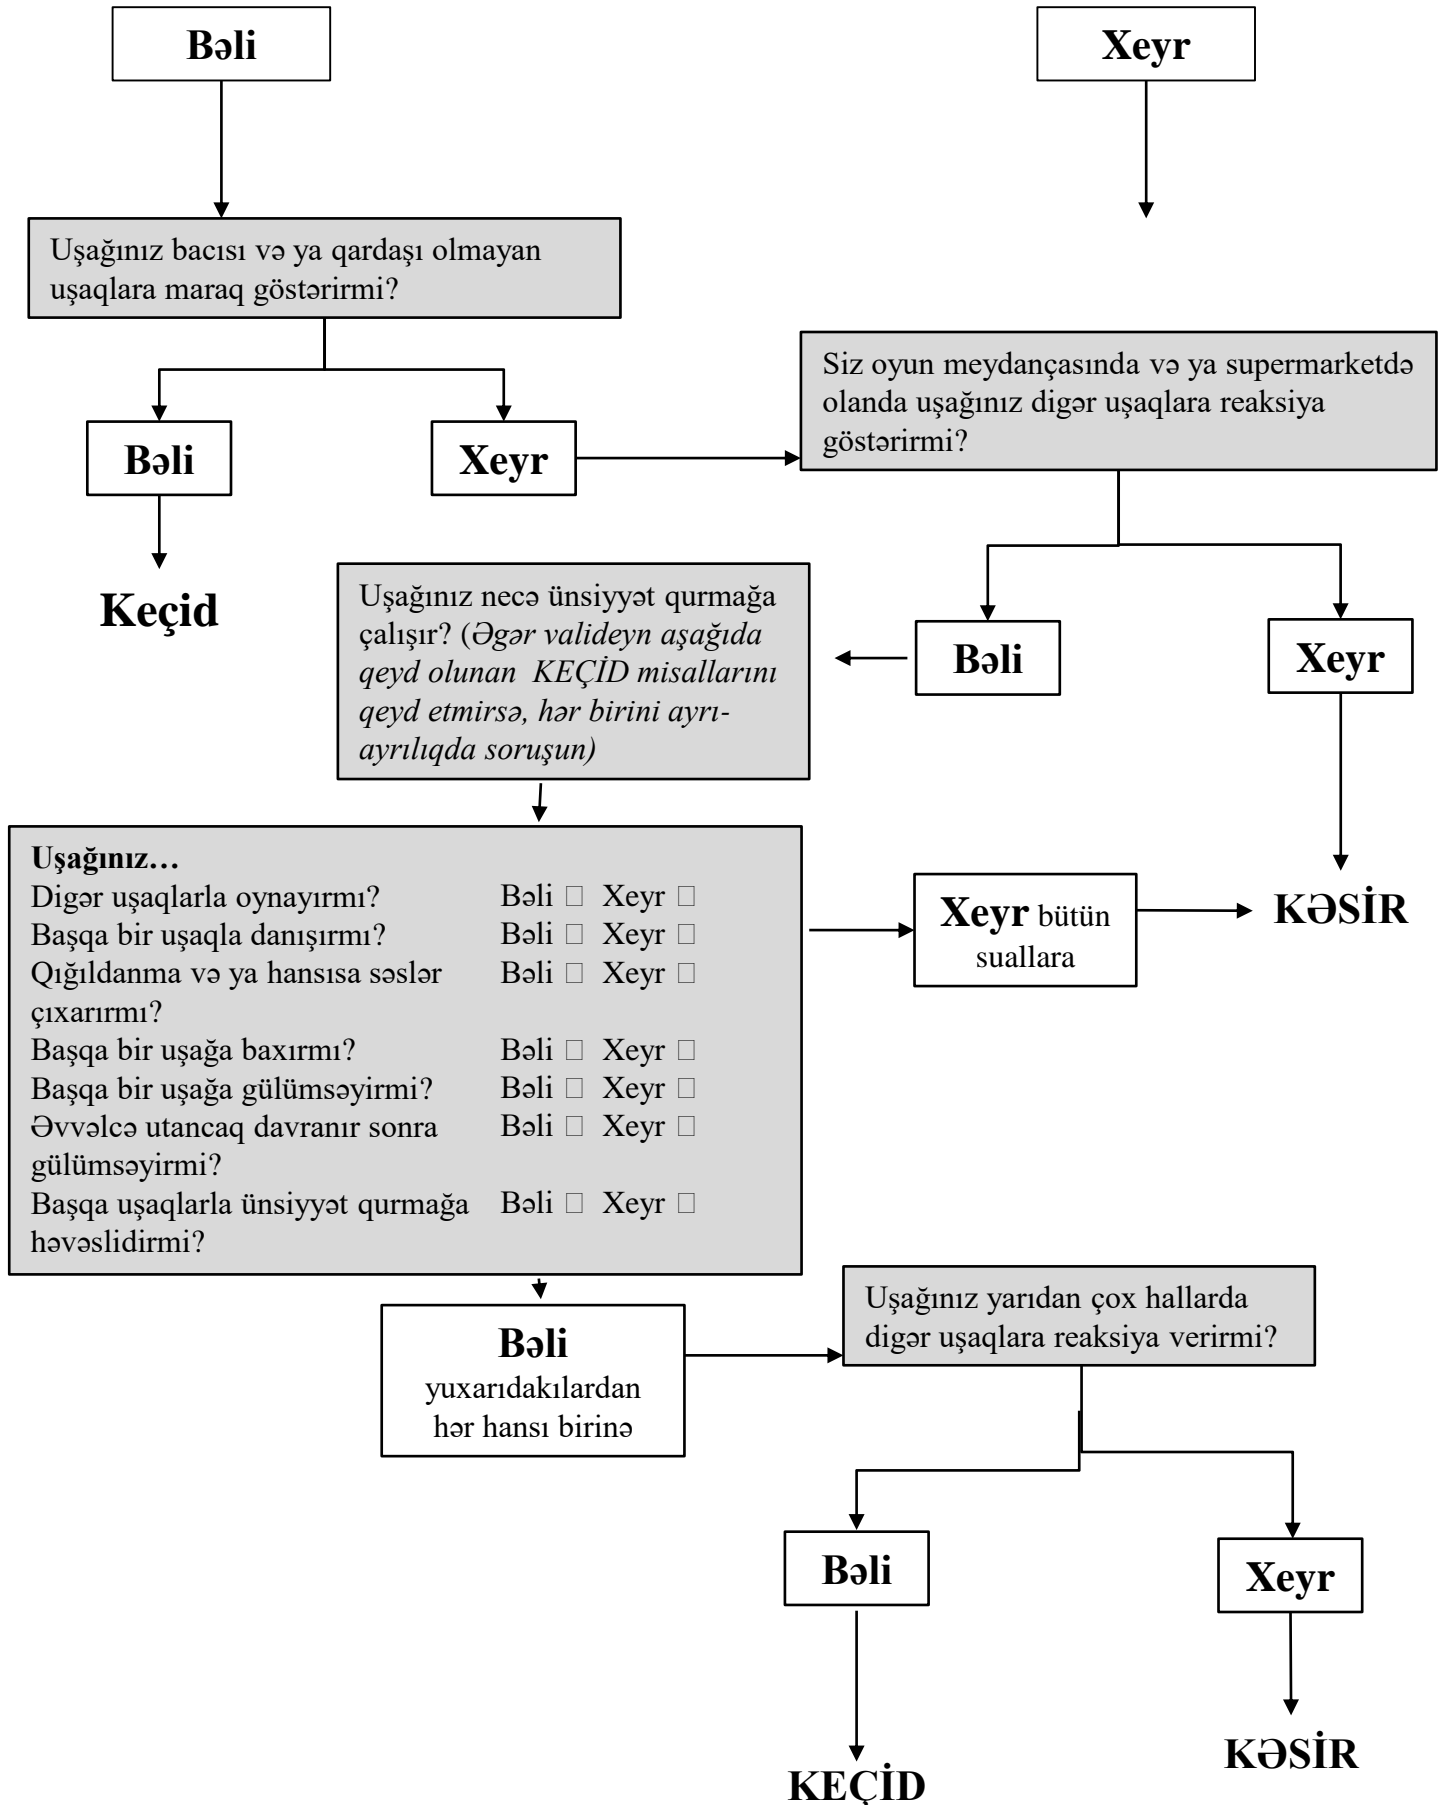 Bəli
Xeyr
Uşağınız bacısı və ya qardaşı olmayan
uşaqlara maraq göstərirmi?
Siz oyun meydançasında və ya supermarketdə
olanda uşağınız digər uşaqlara reaksiya
göstərirmi?
Bəli
Xeyr
Keçid
Uşağınız necə ünsiyyət qurmağa
çalışır? (Əgər valideyn aşağıda
qeyd olunan KEÇİD misallarını
qeyd etmirsə, hər birini ayrı-
ayrılıqda soruşun)
Bəli
Xeyr
Uşağınız…
Digər uşaqlarla oynayırmı? Bəli □ Xeyr □
Başqa bir uşaqla danışırmı? Bəli □ Xeyr □
Qığıldanma və ya hansısa səslər Bəli □ Xeyr □
çıxarırmı?
Başqa bir uşağa baxırmı? Bəli □ Xeyr □
Başqa bir uşağa gülümsəyirmi? Bəli □ Xeyr □
Əvvəlcə utancaq davranır sonra Bəli □ Xeyr □
gülümsəyirmi?
Başqa uşaqlarla ünsiyyət qurmağa Bəli □ Xeyr □
həvəslidirmi?
Xeyr bütün
suallara
KƏSİR
Bəli
yuxarıdakılardan
hər hansı birinə
Uşağınız yarıdan çox hallarda
digər uşaqlara reaksiya verirmi?
Bəli
Xeyr
KEÇİD
KƏSİR